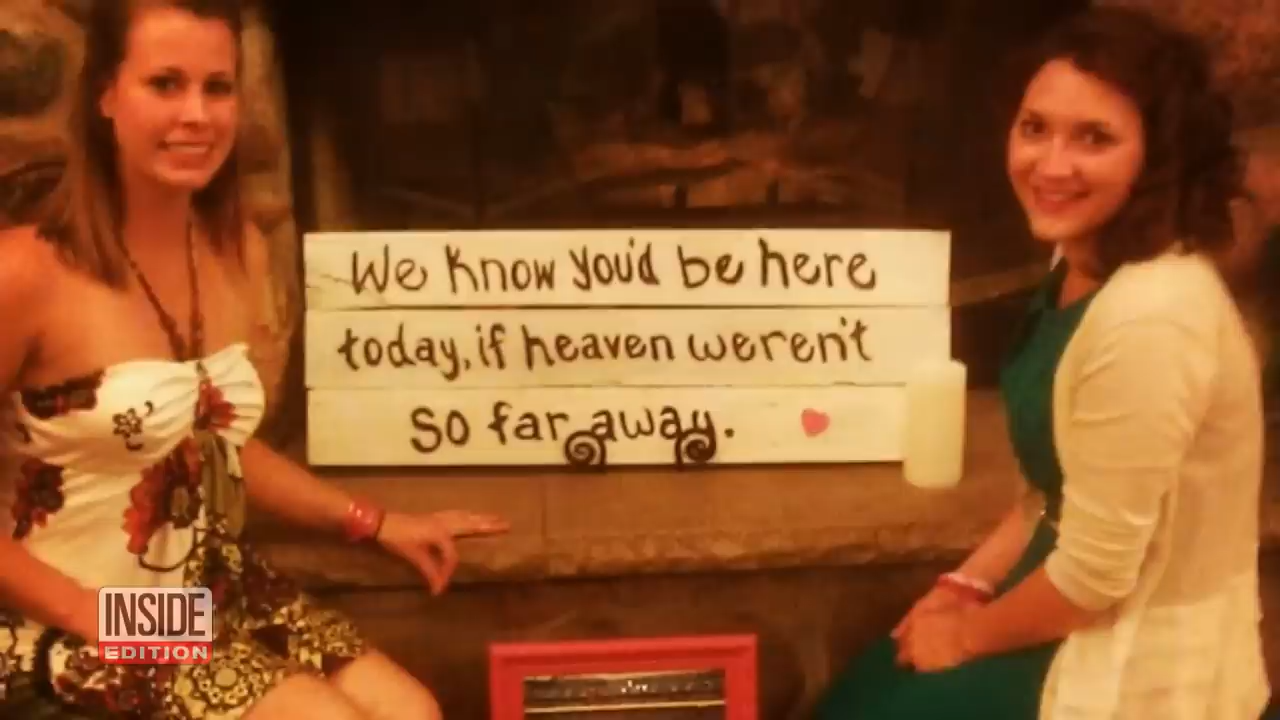 We know you'd be here
today, if heaven weren't
so far away.
INSIDE
EDITION